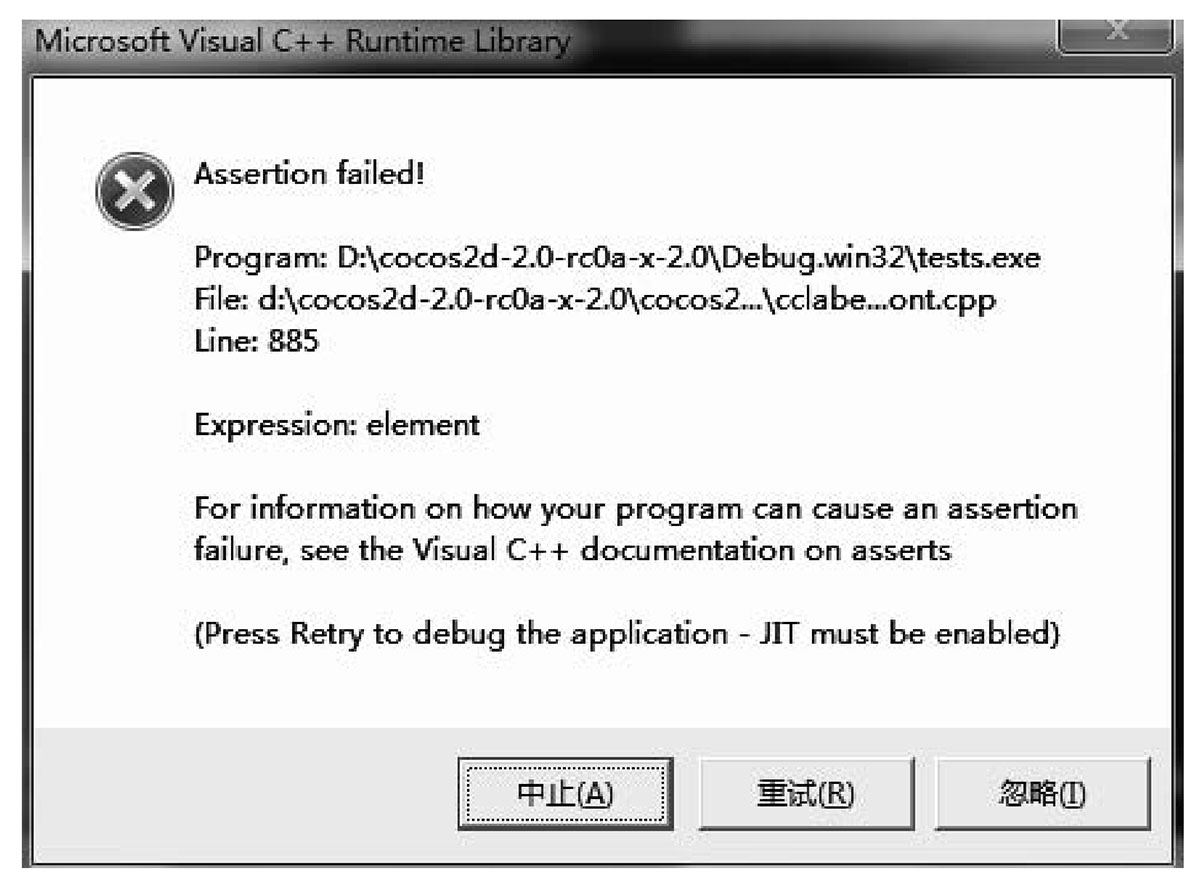 Microsoft Visual C++ Runtime Library
Assertion failed!
Program: D:\cocos2d-2.0-rc0a-x-2.0\Debug.win32\tests.exe
File: d:\cocos2d-2.0-rc0a-x-2.0\cocos2...\cclabe...ont.cpp
Line: 885
Expression: element
For information on how your program can cause an assertion
failure, see the Visual C++ documentation on asserts
(Press Retry to debug the application - JIT must be enabled)
中止(A) 重试(R) 忽略(I)